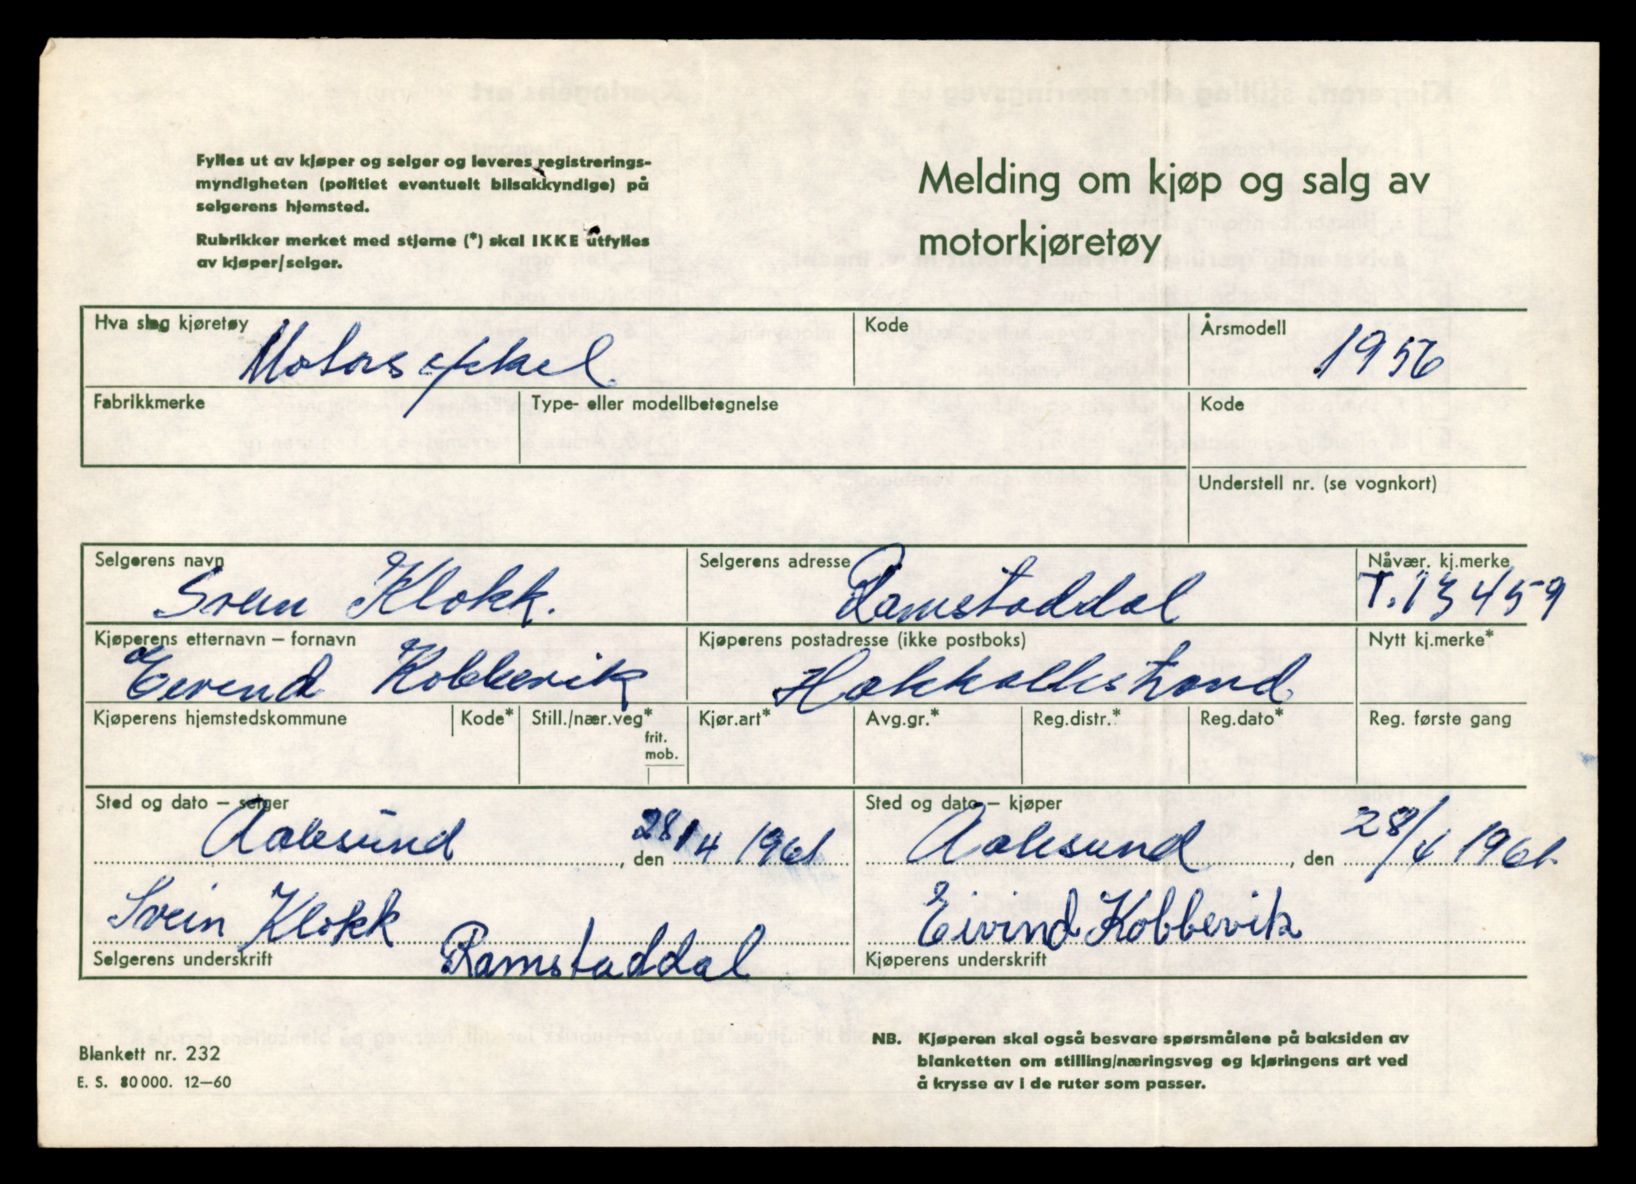 Fylles ut av kjøper og selger og leveres registrerings-
myndigheten (politiet eventuelt bilsakkyndige) på
selgerens hjemsted.
Rubrikker merket med stjerne (*) skal IKKE utfylles
av kjøper/selger.
Melding om kjøp og salg av
motorkjøretøy
Hva slag kjøretøy
Motorsykkel
Kode
Årsmodell
1956
Fabrikkmerke
Type- eller modellbetegnelse
Kode
Understell nr. (se vognkort)
Selgerens navn
Svein Klokk.
Selgerens adresse
Ramstaddal
Nåvær. kj.merke
T.13459
Kjøperens etternavn – fornavn
Eivend Kobbevik
Kjøperens postadresse (ikke postboks)
Hakkallestrand
Nytt kj.merke*
Kjøperens hjemstedskommune
Kode*
Still./nær.veg*
frit.
mob.
Kjør.art*
Avg.gr.*
Reg.distr.*
Reg.dato*
Reg. første gang
Sted og dato – selger
Aalesund, den 28/4 1961
Sted og dato – kjøper
Aalesund, den 28/4 1961
Svein Klokk
Ramstaddal
Selgerens underskrift
Eivind Kobbevik
Kjøperens underskrift
Blankett nr. 232
E. S. 80000. 12–60
NB. Kjøperen skal også besvare spørsmålene på baksiden av
blanketten om stilling/næringsveg og kjøringens art ved
å krysse av i de ruter som passer.